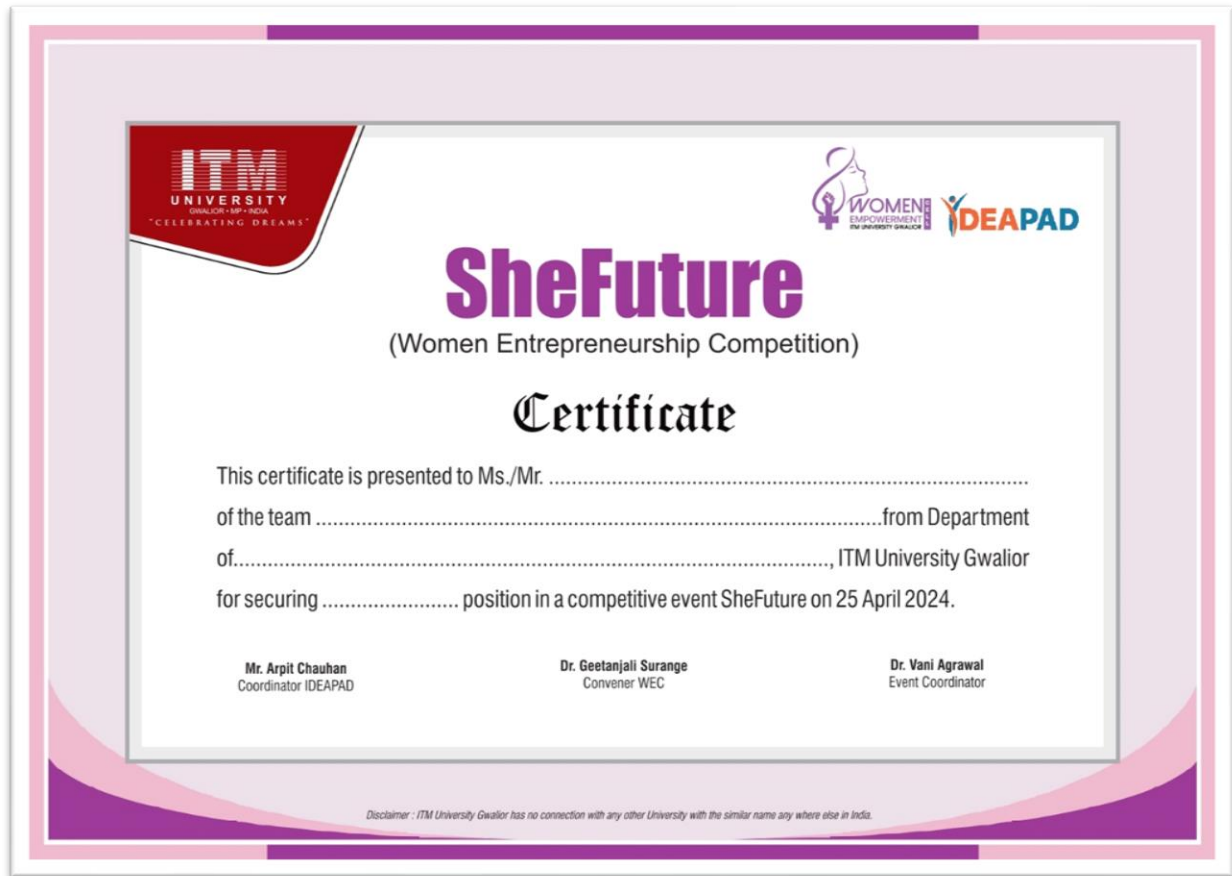 ITM
UNIVERSITY
GWALIOR • MP • INDIA
"CELEBRATING DREAMS"
WOMEN
EMPOWERMENT
ITM UNIVERSITY GWALIOR
IDEAPAD
SheFuture
(Women Entrepreneurship Competition)
Certificate
This certificate is presented to Ms./Mr. ................................................................................................
of the team .................................................................................................................from Department
of......................................................................................................................., ITM University Gwalior
for securing ........................... position in a competitive event SheFuture on 25 April 2024.
Mr. Arpit Chauhan
Coordinator IDEAPAD
Dr. Geetanjali Surange
Convener WEC
Dr. Vani Agrawal
Event Coordinator
Disclaimer : ITM University Gwalior has no connection with any other University with the similar name any where else in India.